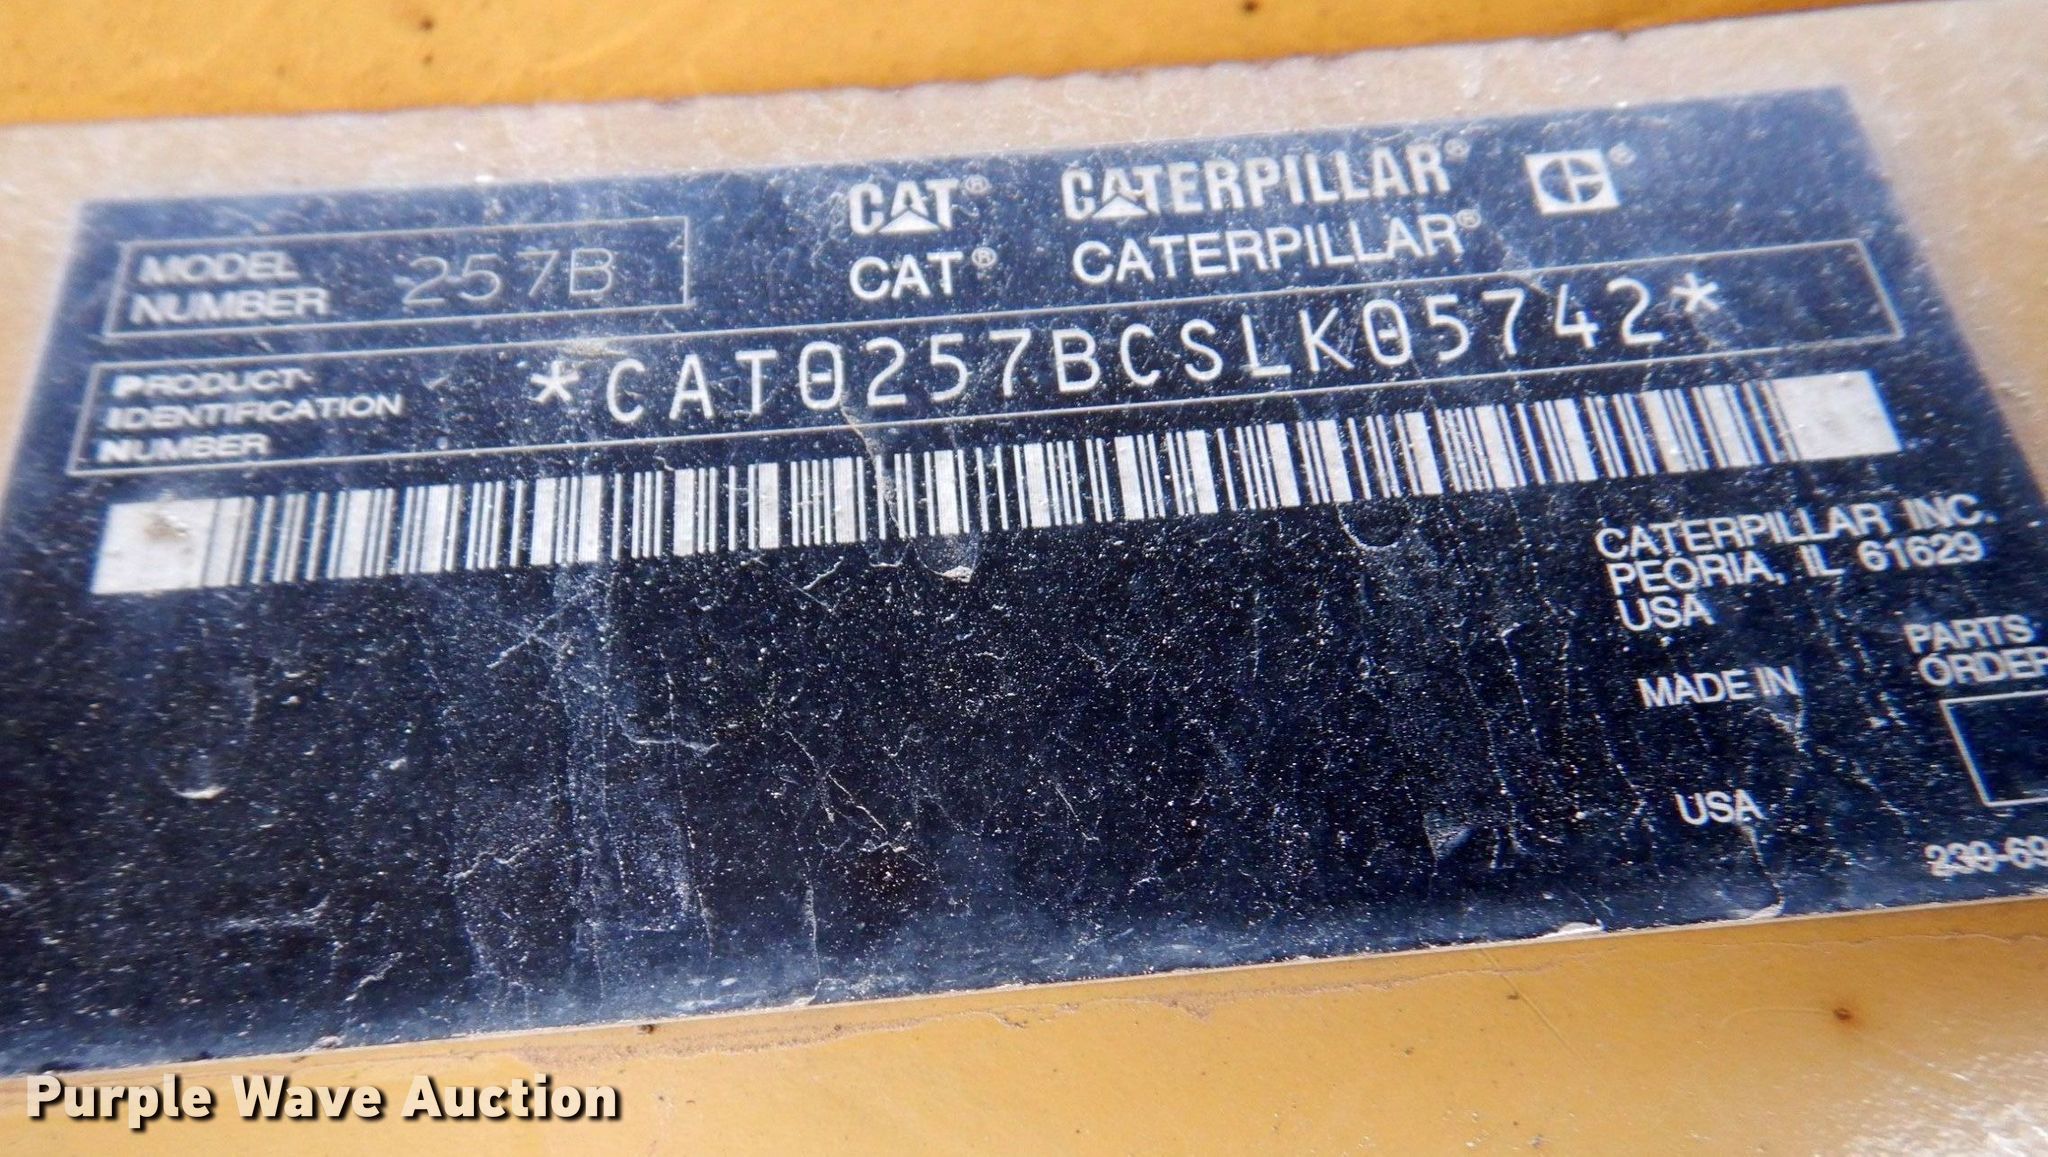 CAT® CATERPILLAR®
CAT® CATERPILLAR®
MODEL NUMBER 257B
PRODUCT IDENTIFICATION NUMBER *CAT0257BCSLK05742*
CATERPILLAR INC.
PEORIA, IL 61629
USA
MADE IN
USA
PARTS
ORDER
Purple Wave Auction